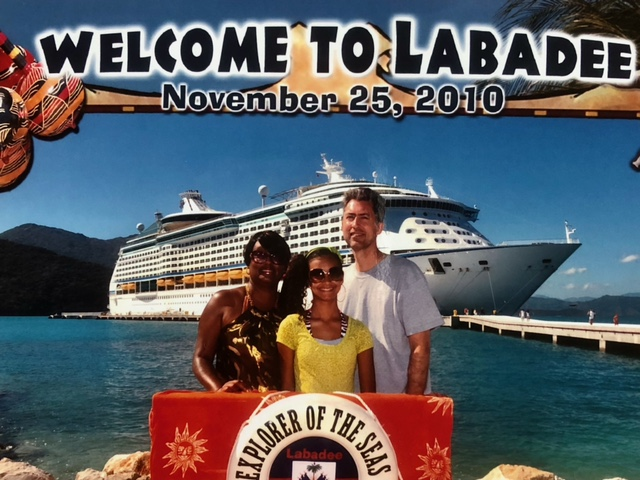 WELCOME TO LABADEE
November 25, 2010
EXPLORER OF THE SEAS
Labadee